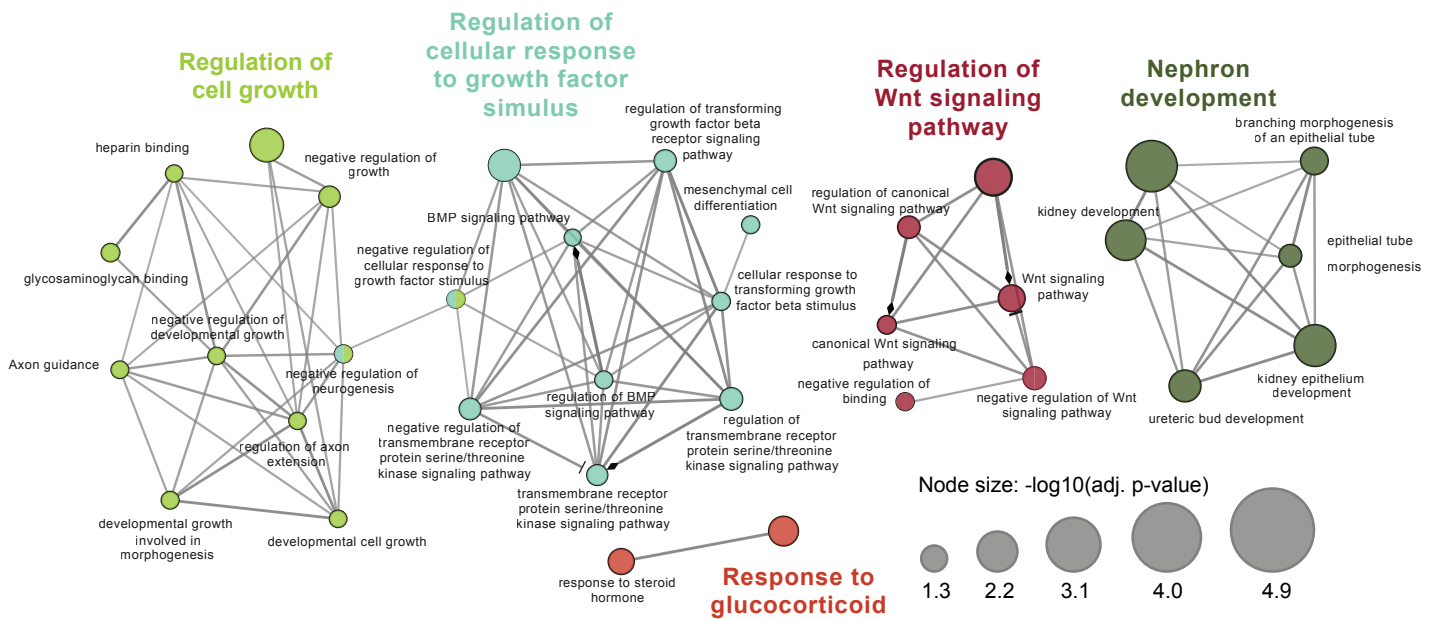 Regulation of
cell growth
heparin binding
negative regulation of
growth
glycosaminoglycan binding
negative regulation of
developmental growth
Axon guidance
negative regulation of
neurogenesis
regulation of axon
extension
developmental growth
involved in
morphogenesis
developmental cell growth
Regulation of
cellular response
to growth factor
simulus
regulation of transforming
growth factor beta
receptor signaling
pathway
mesenchymal cell
differentiation
BMP signaling pathway
negative regulation of
cellular response to
growth factor stimulus
cellular response to
transforming growth
factor beta stimulus
regulation of BMP
signaling pathway
negative regulation of
transmembrane receptor
protein serine/threonine
kinase signaling pathway
regulation of
transmembrane receptor
protein serine/threonine
kinase signaling pathway
transmembrane receptor
protein serine/threonine
kinase signaling pathway
response to steroid
hormone
Response to
glucocorticoid
Regulation of
Wnt signaling
pathway
regulation of canonical
Wnt signaling pathway
Wnt signaling
pathway
canonical Wnt signaling
pathway
negative regulation of
binding
negative regulation of Wnt
signaling pathway
Nephron
development
branching morphogenesis
of an epithelial tube
kidney development
epithelial tube
morphogenesis
kidney epithelium
development
ureteric bud development
Node size: -log10(adj. p-value)
1.3 2.2 3.1 4.0 4.9